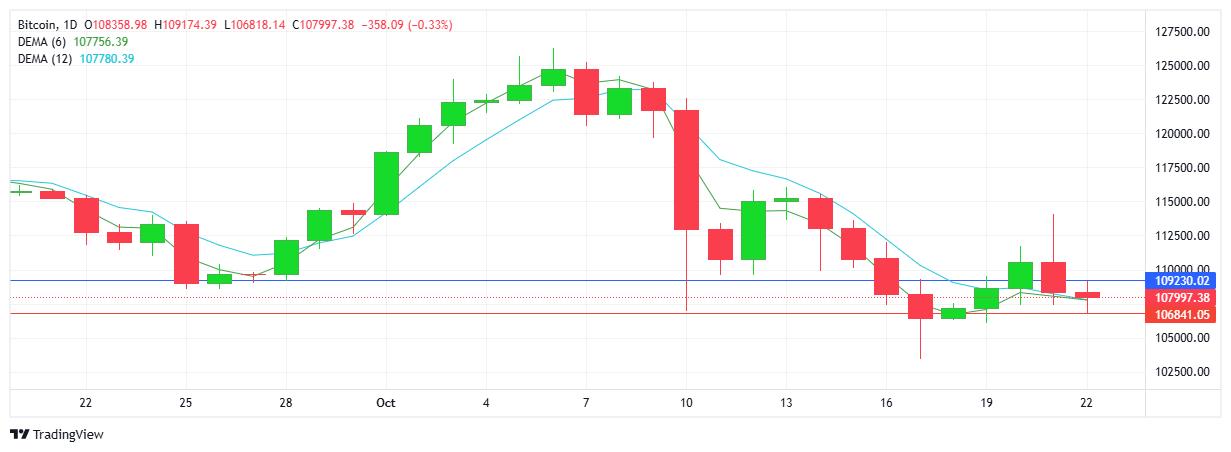 Bitcoin, 1D O108358.98 H109174.39 L106818.14 C107997.38 −358.09 (−0.33%)
DEMA (6) 107756.39
DEMA (12) 107780.39
127500.00
125000.00
122500.00
120000.00
117500.00
115000.00
112500.00
110000.00
109230.02
107997.38
106841.05
105000.00
102500.00
22 25 28 Oct 4 7 10 13 16 19 22
TradingView